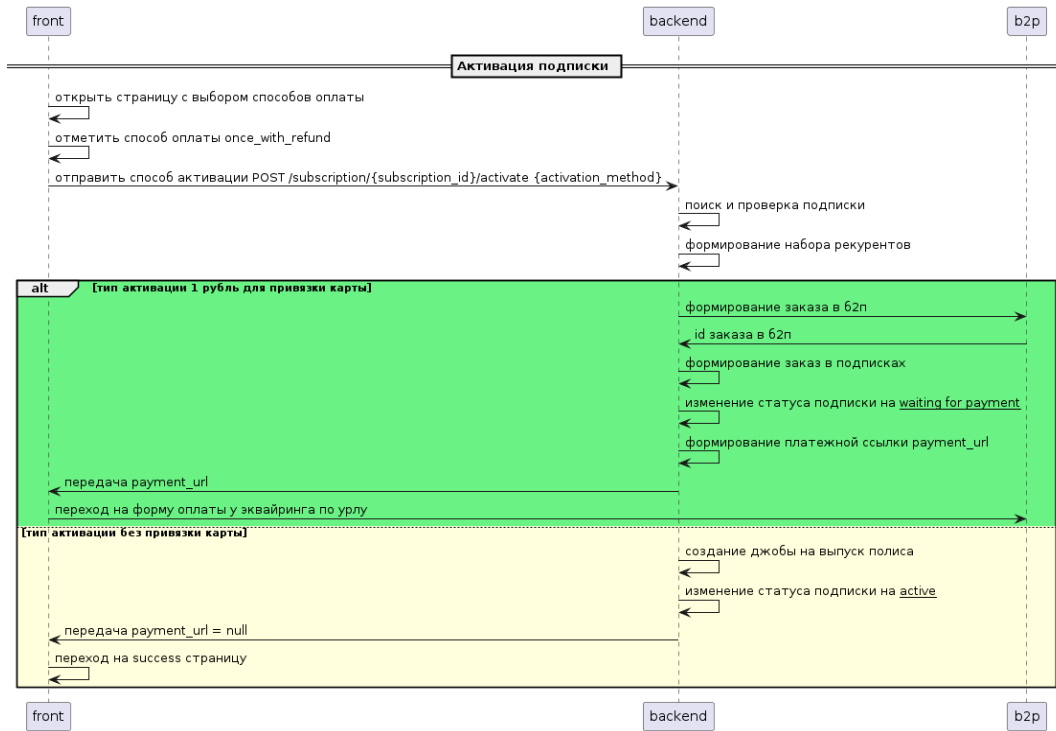 front backend b2p
Активация подписки
открыть страницу с выбором способов оплаты
отметить способ оплаты once_with_refund
отправить способ активации POST /subscription/{subscription_id}/activate {activation_method}
поиск и проверка подписки
формирование набора рекурентов
alt [тип активации 1 рубль для привязки карты]
формирование заказа в б2п
id заказа в б2п
формирование заказ в подписках
изменение статуса подписки на waiting for payment
формирование платежной ссылки payment_url
передача payment_url
переход на форму оплаты у эквайринга по урлу
[тип активации без привязки карты]
создание джобы на выпуск полиса
изменение статуса подписки на active
передача payment_url = null
переход на success страницу
front backend b2p